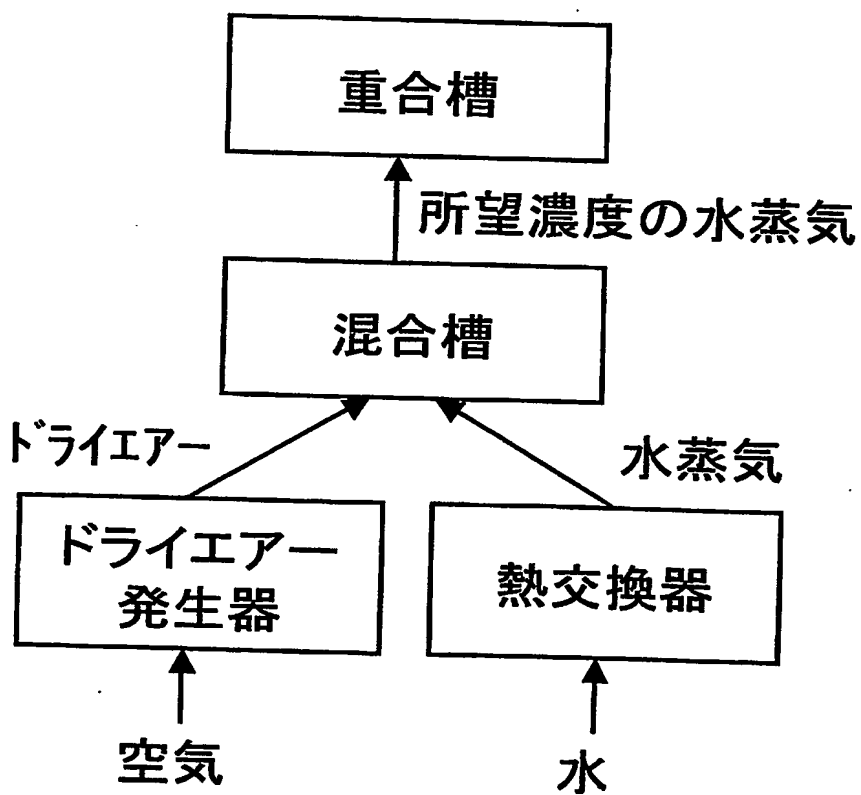 重合槽
所望濃度の水蒸気
混合槽
ドライエアー
水蒸気
ドライエアー
発生器
熱交換器
空気
水